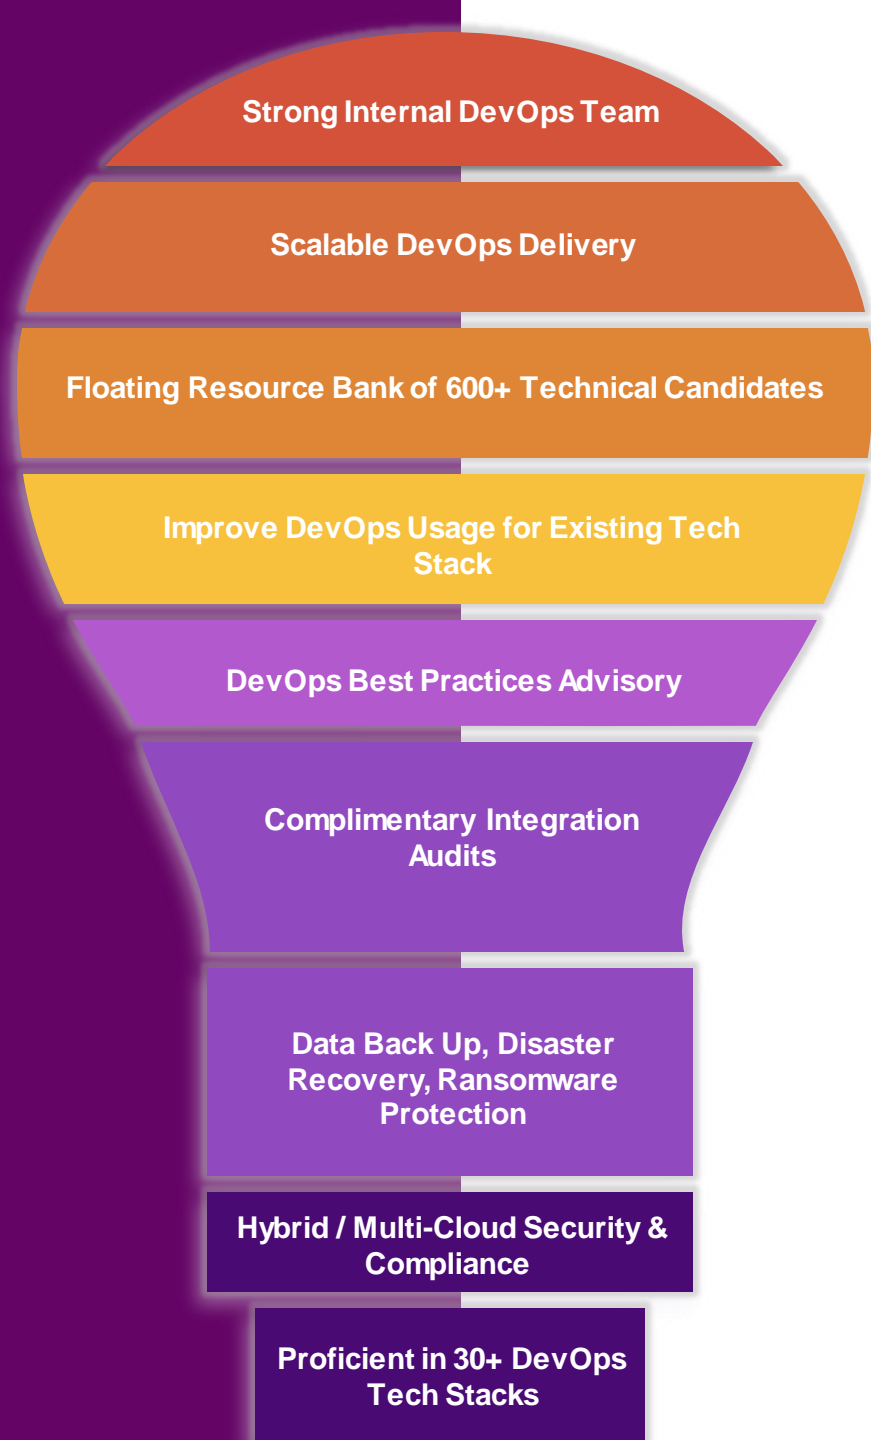 Strong Internal DevOps Team
Scalable DevOps Delivery
Floating Resource Bank of 600+ Technical Candidates
Improve DevOps Usage for Existing Tech
Stack
DevOps Best Practices Advisory
Complimentary Integration
Audits
Data Back Up, Disaster
Recovery, Ransomware
Protection
Hybrid / Multi-Cloud Security &
Compliance
Proficient in 30+ DevOps
Tech Stacks